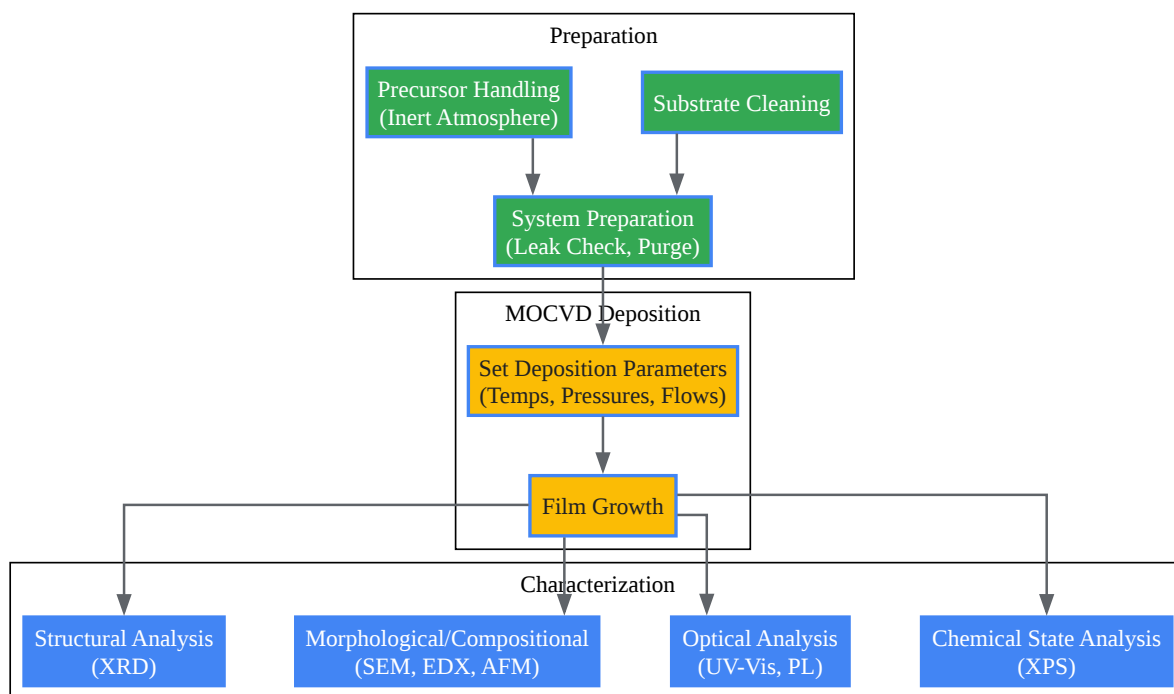 Preparation
Precursor Handling
(Inert Atmosphere)
Substrate Cleaning
System Preparation
(Leak Check, Purge)
MOCVD Deposition
Set Deposition Parameters
(Temps, Pressures, Flows)
Film Growth
Characterization
Structural Analysis
(XRD)
Morphological/Compositional
(SEM, EDX, AFM)
Optical Analysis
(UV-Vis, PL)
Chemical State Analysis
(XPS)